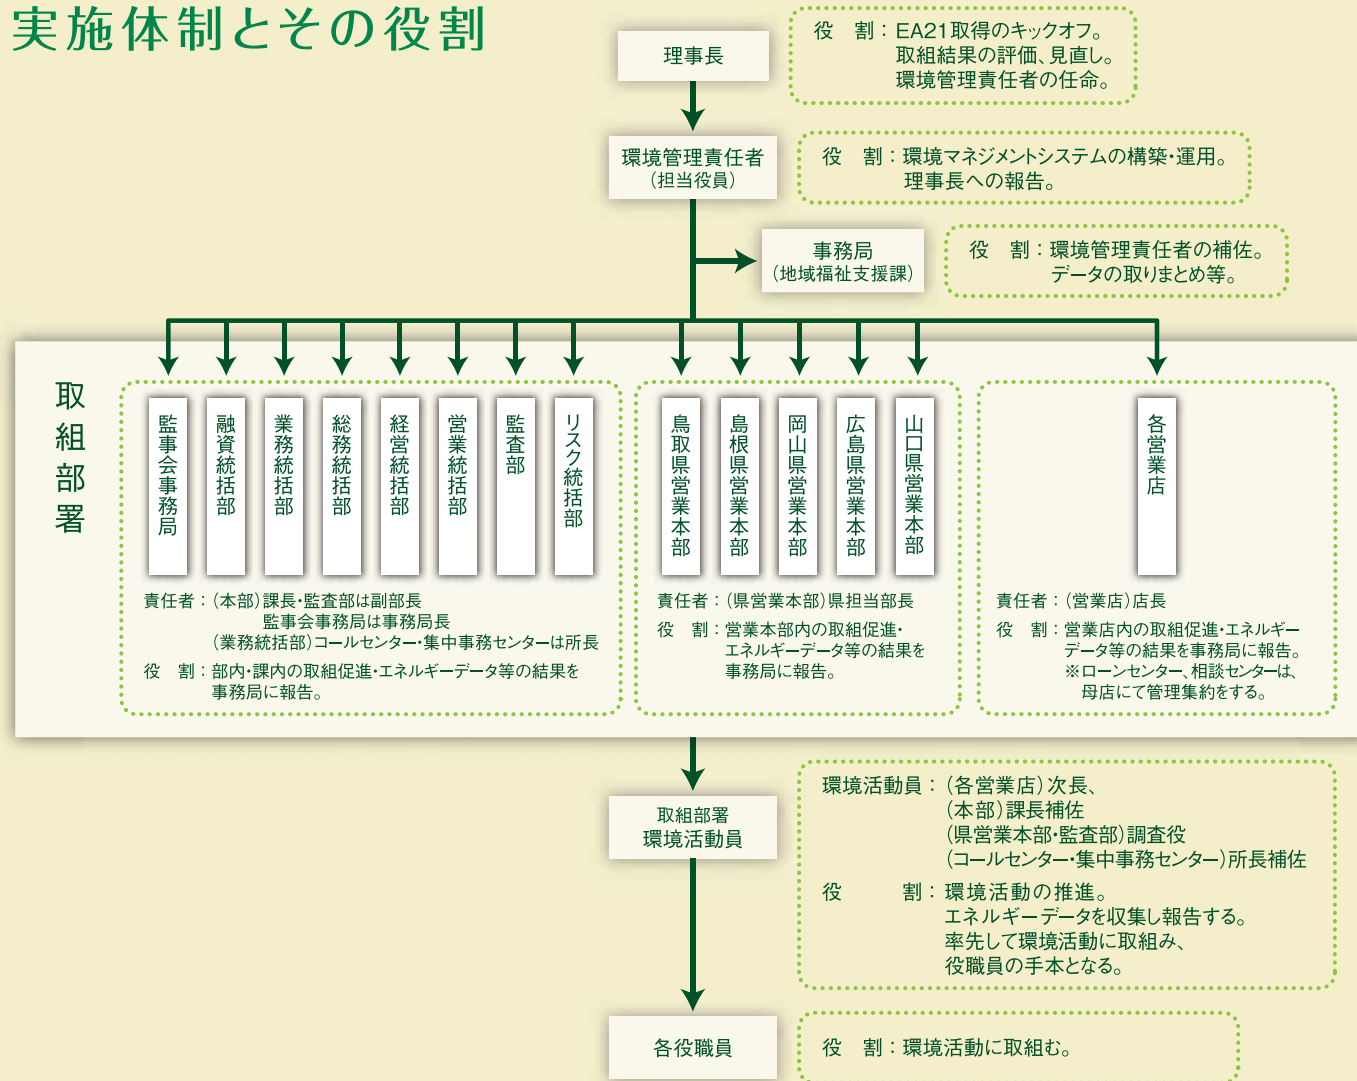 実施体制とその役割
理事長
役　割：EA21取得のキックオフ。
取組結果の評価、見直し。
環境管理責任者の任命。
環境管理責任者
（担当役員）
役　割：環境マネジメントシステムの構築・運用。
理事長への報告。
事務局
（地域福祉支援課）
役　割：環境管理責任者の補佐。
データの取りまとめ等。
取組部署
監事会事務局
融資統括部
業務統括部
総務統括部
経営統括部
営業統括部
監査部
リスク統括部
責任者：（本部）課長・監査部は副部長
監事会事務局は事務局長
（業務統括部）コールセンター・集中事務センターは所長
役　割：部内・課内の取組促進・エネルギーデータ等の結果を
事務局に報告。
鳥取県営業本部
島根県営業本部
岡山県営業本部
広島県営業本部
山口県営業本部
責任者：（県営業本部）県担当部長
役　割：営業本部内の取組促進・
エネルギーデータ等の結果を
事務局に報告。
各営業店
責任者：（営業店）店長
役　割：営業店内の取組促進・エネルギー
データ等の結果を事務局に報告。
※ローンセンター、相談センターは、
母店にて管理集約をする。
取組部署
環境活動員
環境活動員：（各営業店）次長、
（本部）課長補佐
（県営業本部・監査部）調査役
（コールセンター・集中事務センター）所長補佐
役　　　割：環境活動の推進。
エネルギーデータを収集し報告する。
率先して環境活動に取組み、
役職員の手本となる。
各役職員
役　割：環境活動に取組む。